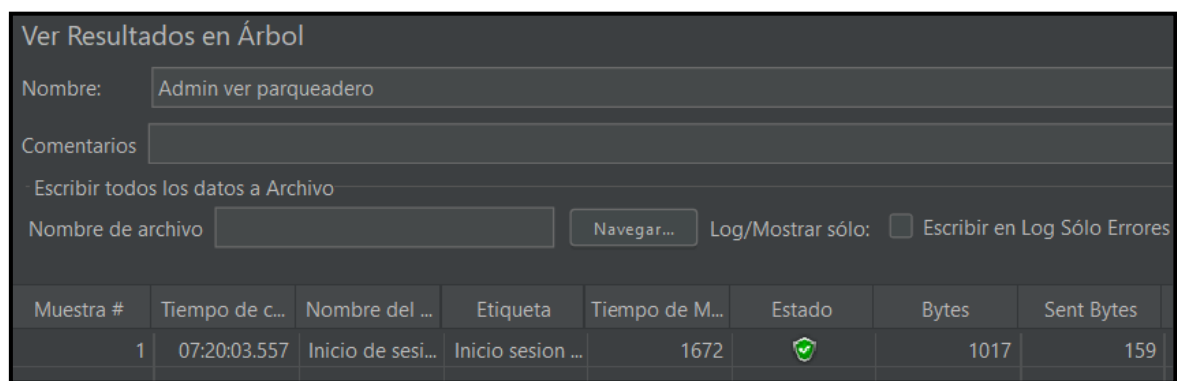 Ver Resultados en Árbol
Nombre: Admin ver parqueadero
Comentarios
Escribir todos los datos a Archivo
Nombre de archivo Navegar... Log/Mostrar sólo: Escribir en Log Sólo Errores
Muestra # Tiempo de c... Nombre del ... Etiqueta Tiempo de M... Estado Bytes Sent Bytes
1 07:20:03.557 Inicio de sesi... Inicio sesion ... 1672 1017 159